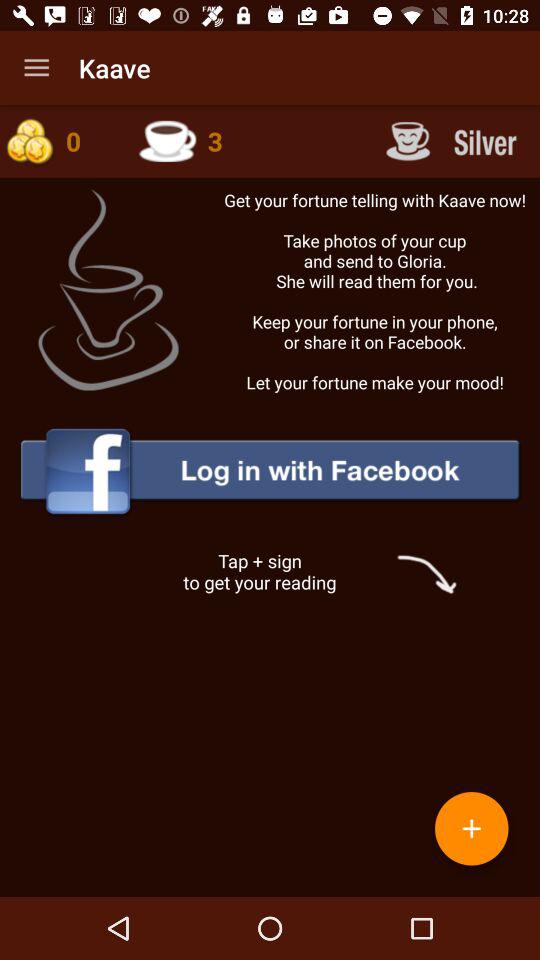 10:28
Kaave
0
3
Silver
Get your fortune telling with Kaave now!
Take photos of your cup
and send to Gloria.
She will read them for you.
Keep your fortune in your phone,
or share it on Facebook.
Let your fortune make your mood!
f
Log in with Facebook
Tap + sign
to get your reading
+